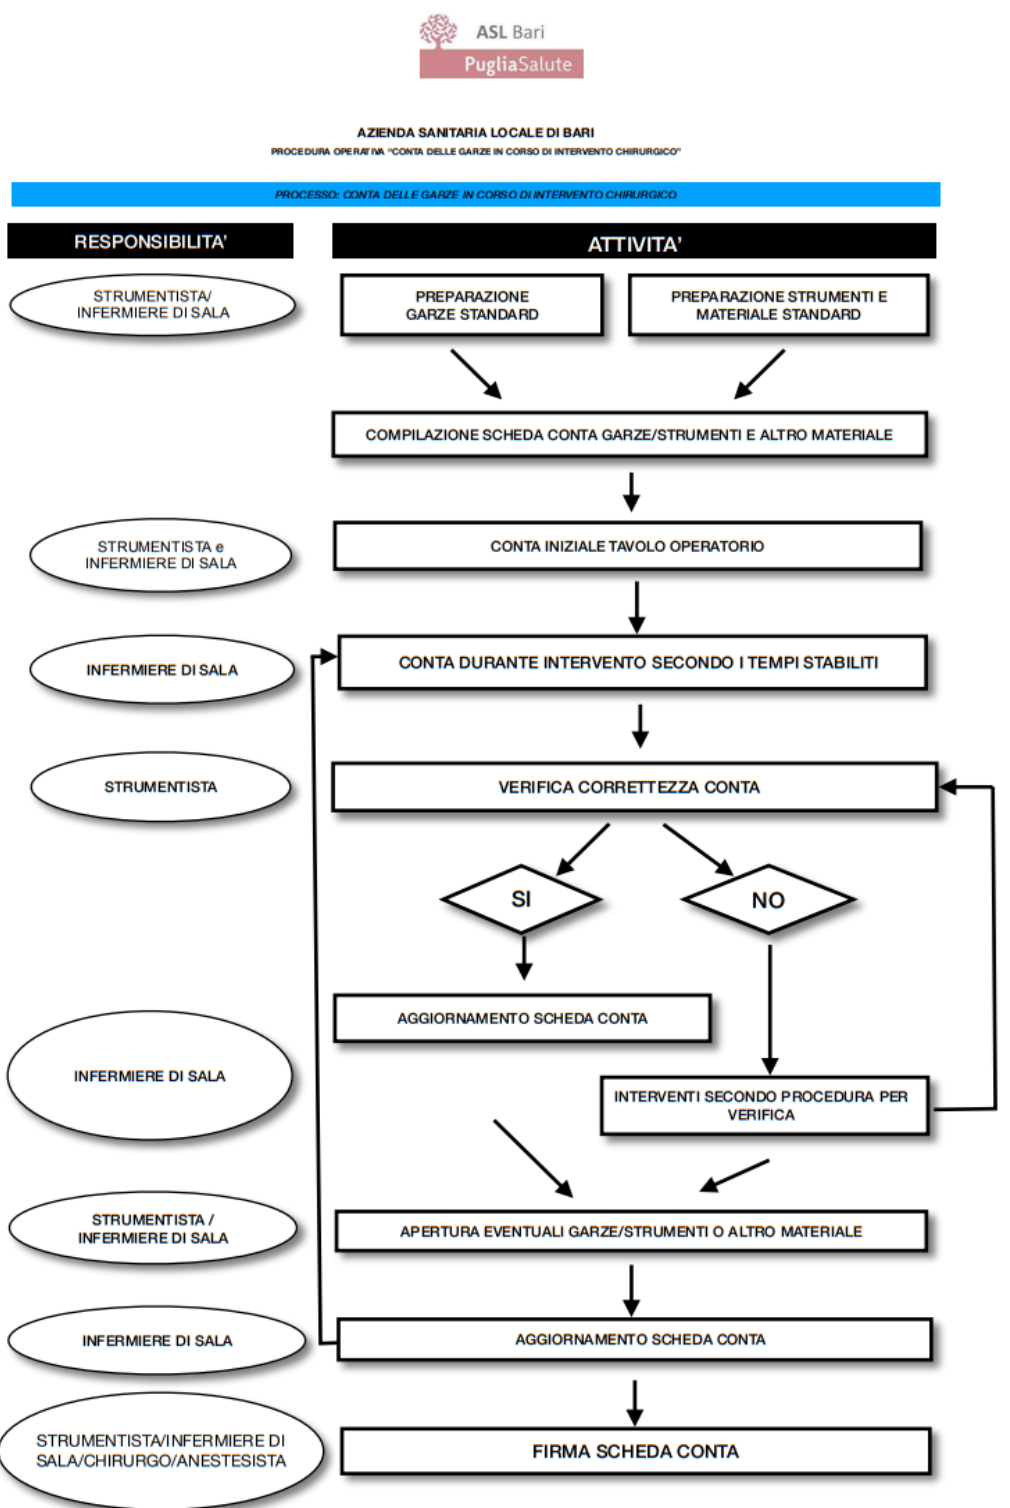 ASL Bari
PugliaSalute
AZIENDA SANITARIA LOCALE DI BARI
PROCEDURA OPERATIVA “CONTA DELLE GARZE IN CORSO DI INTERVENTO CHIRURGICO”
PROCESSO: CONTA DELLE GARZE IN CORSO DI INTERVENTO CHIRURGICO
RESPONSIBILITA’
ATTIVITA’
STRUMENTISTA/
INFERMIERE DI SALA
PREPARAZIONE
GARZE STANDARD
PREPARAZIONE STRUMENTI E
MATERIALE STANDARD
COMPILAZIONE SCHEDA CONTA GARZE/STRUMENTI E ALTRO MATERIALE
STRUMENTISTA e
INFERMIERE DI SALA
CONTA INIZIALE TAVOLO OPERATORIO
INFERMIERE DI SALA
CONTA DURANTE INTERVENTO SECONDO I TEMPI STABILITI
STRUMENTISTA
VERIFICA CORRETTEZZA CONTA
SI
NO
AGGIORNAMENTO SCHEDA CONTA
INFERMIERE DI SALA
INTERVENTI SECONDO PROCEDURA PER
VERIFICA
STRUMENTISTA /
INFERMIERE DI SALA
APERTURA EVENTUALI GARZE/STRUMENTI O ALTRO MATERIALE
INFERMIERE DI SALA
AGGIORNAMENTO SCHEDA CONTA
STRUMENTISTA/INFERMIERE DI
SALA/CHIRURGO/ANESTESISTA
FIRMA SCHEDA CONTA